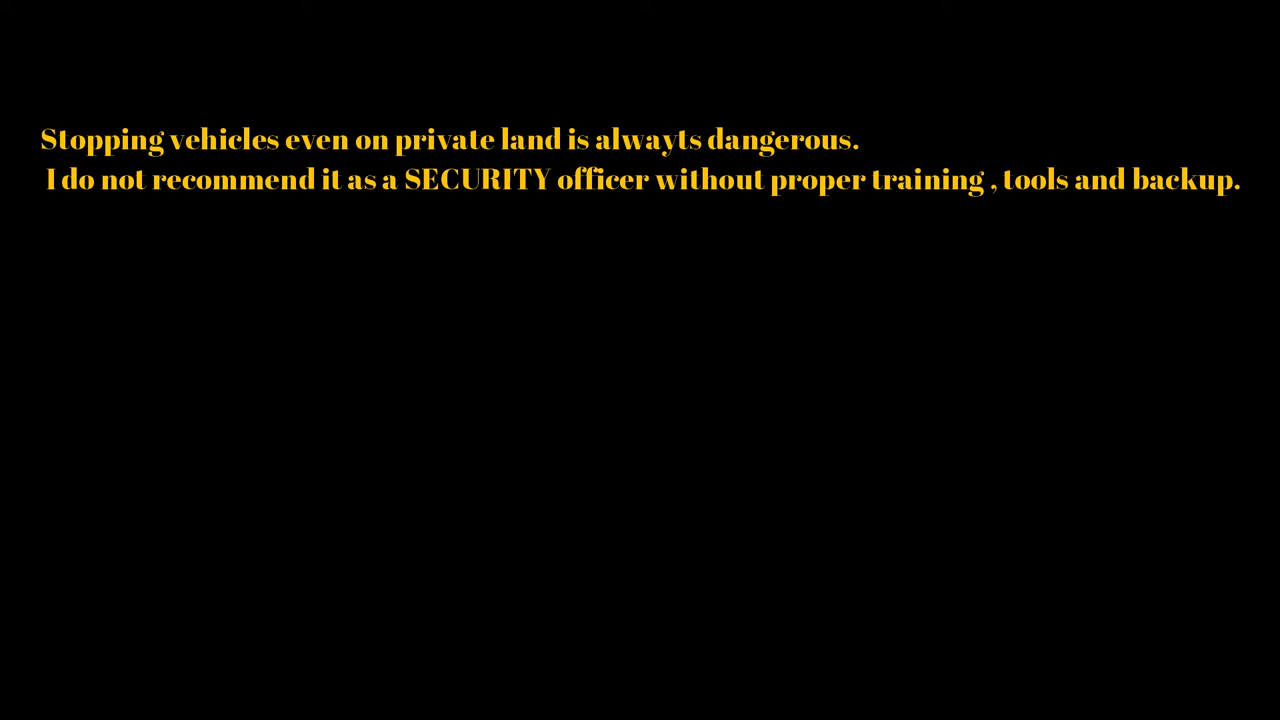 Stopping vehicles even on private land is alwayts dangerous.
I do not recommend it as a SECURITY officer without proper training , tools and backup.